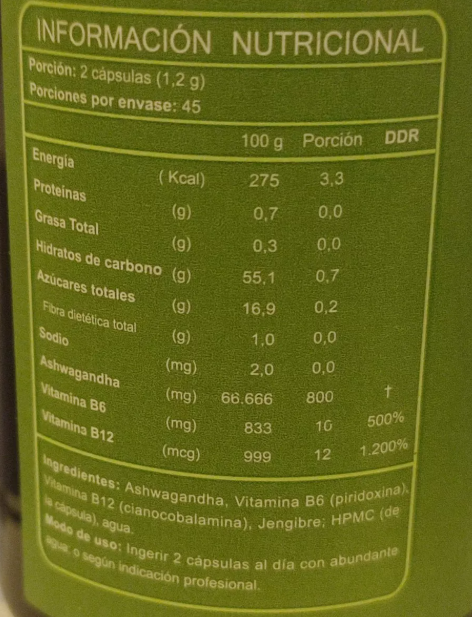 INFORMACIÓN NUTRICIONAL
Porción: 2 cápsulas (1,2 g)
Porciones por envase: 45
100 g Porción DDR
Energía (Kcal) 275 3,3
Proteínas (g) 0,7 0,0
Grasa Total (g) 0,3 0,0
Hidratos de carbono (g) 55,1 0,7
Azúcares totales (g) 16,9 0,2
Fibra dietética total (g) 1,0 0,0
Sodio (mg) 2,0 0,0
Ashwagandha (mg) 66.666 800 †
Vitamina B6 (mg) 833 10 500%
Vitamina B12 (mcg) 999 12 1.200%
Ingredientes: Ashwagandha, Vitamina B6 (piridoxina),
Vitamina B12 (cianocobalamina), Jengibre; HPMC (de
la cápsula), agua.
Modo de uso: Ingerir 2 cápsulas al día con abundante
agua, o según indicación profesional.